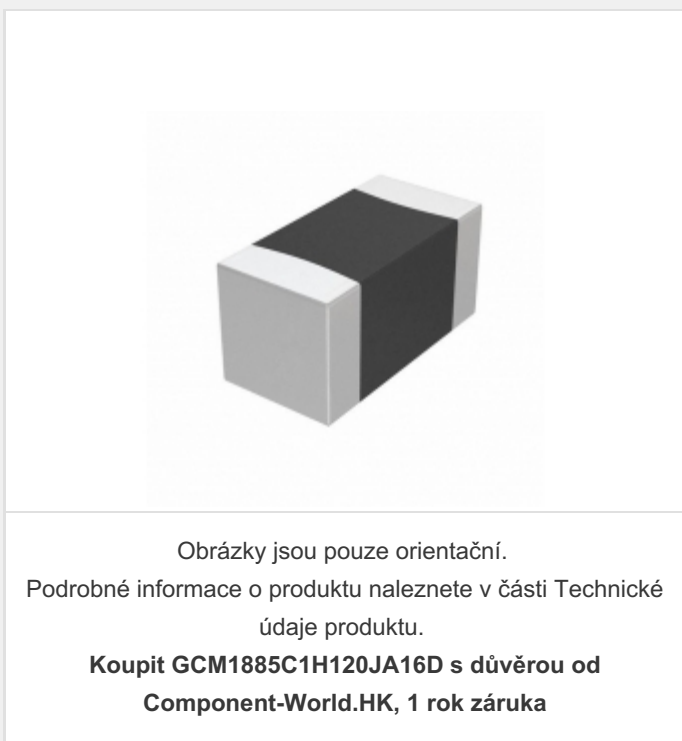 Obrázky jsou pouze orientační.
Podrobné informace o produktu naleznete v části Technické
údaje produktu.
Koupit GCM1885C1H120JA16D s důvěrou od
Component-World.HK, 1 rok záruka